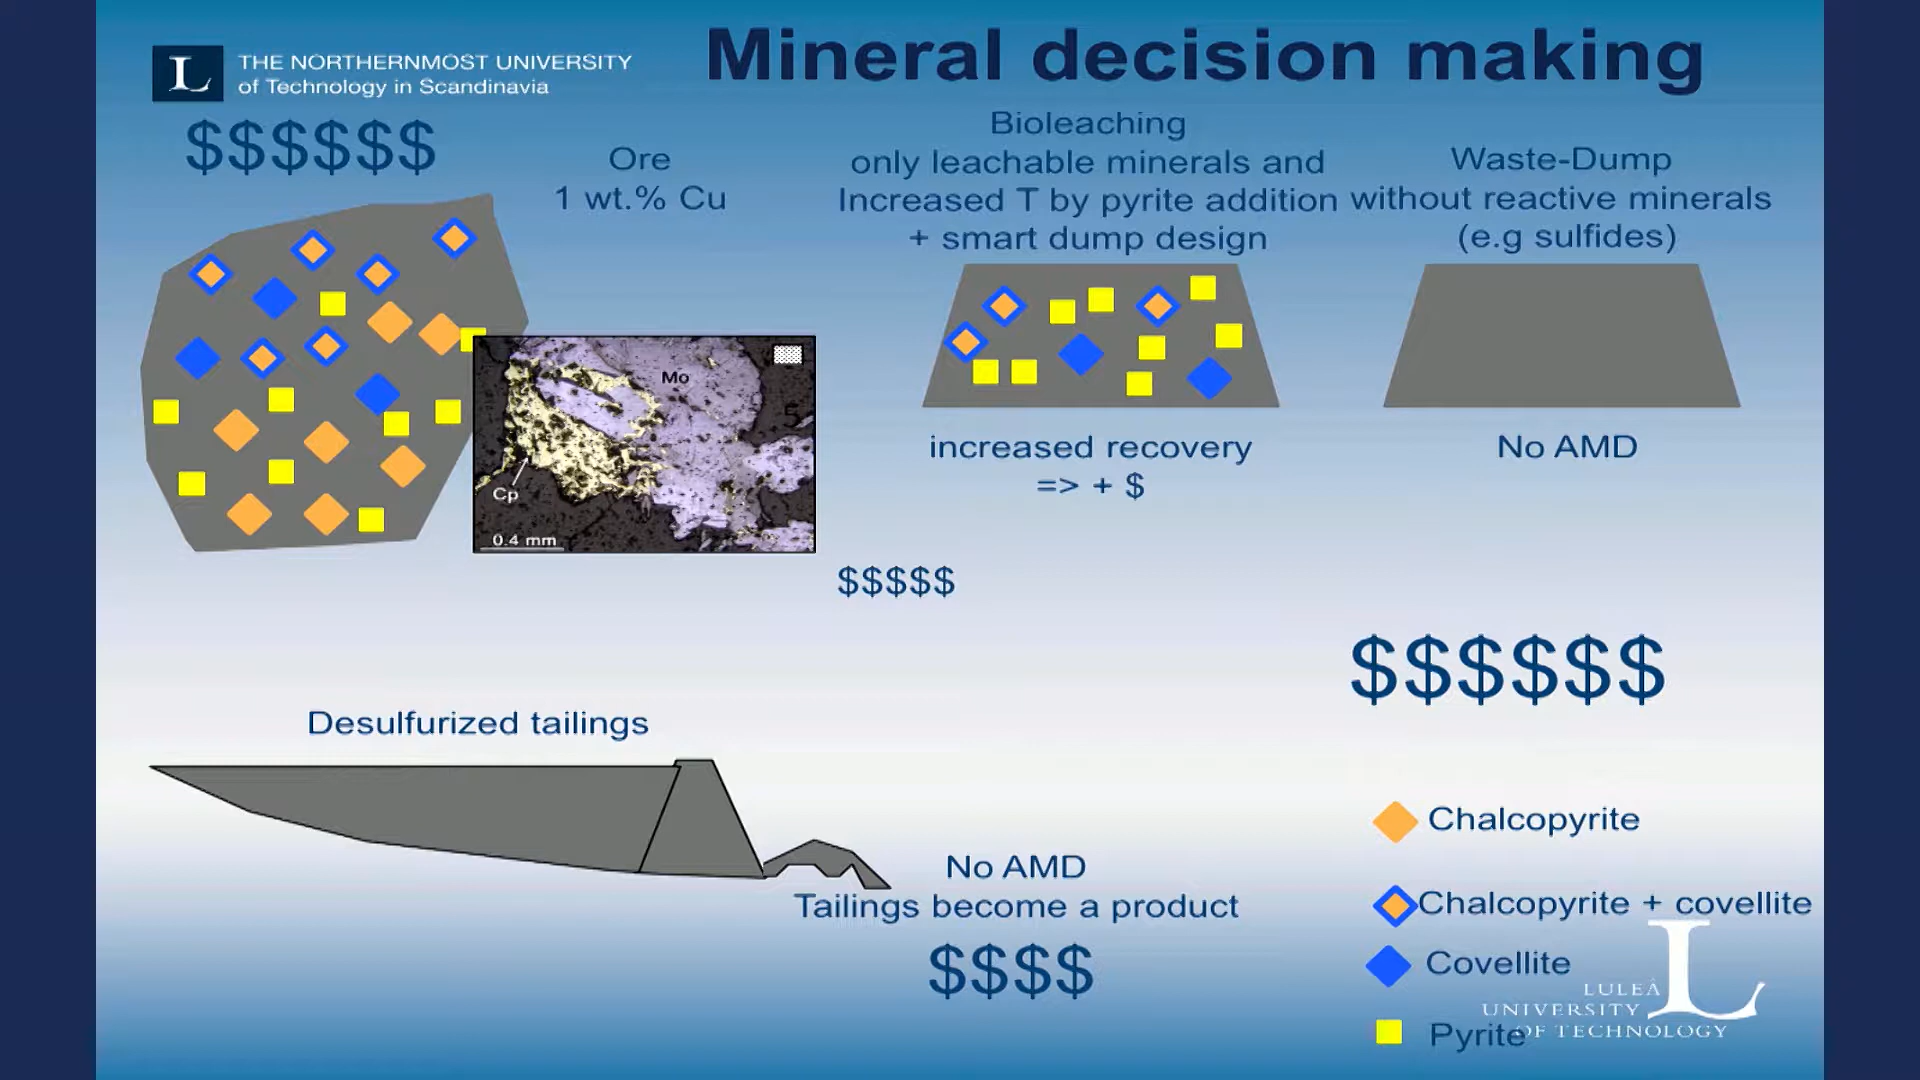 L
THE NORTHERNMOST UNIVERSITY
of Technology in Scandinavia
Mineral decision making
$$$$$$
Ore
1 wt.% Cu
Bioleaching
only leachable minerals and
Increased T by pyrite addition
+ smart dump design
Waste-Dump
without reactive minerals
(e.g sulfides)
Mo
Cp
0.4 mm
increased recovery
=> + $
No AMD
$$$$$
$$$$$$
Desulfurized tailings
No AMD
Tailings become a product
$$$$
Chalcopyrite
Chalcopyrite + covellite
Covellite
Pyrite
L
LULEÅ
UNIVERSITY
OF TECHNOLOGY